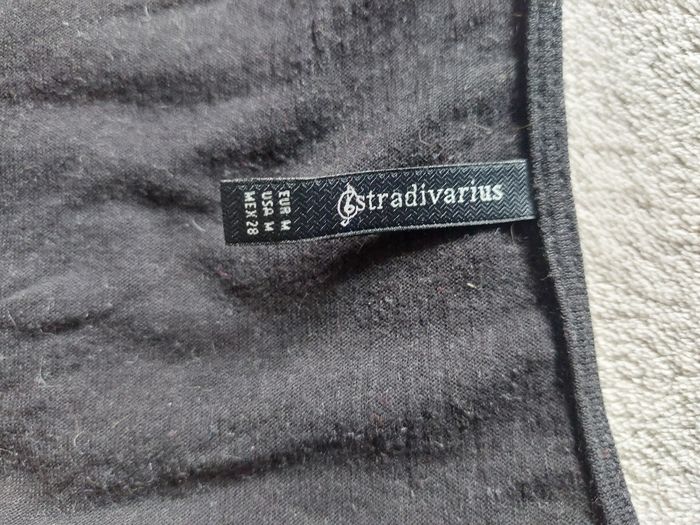 stradivarius
EUR M
USA M
MEX 28